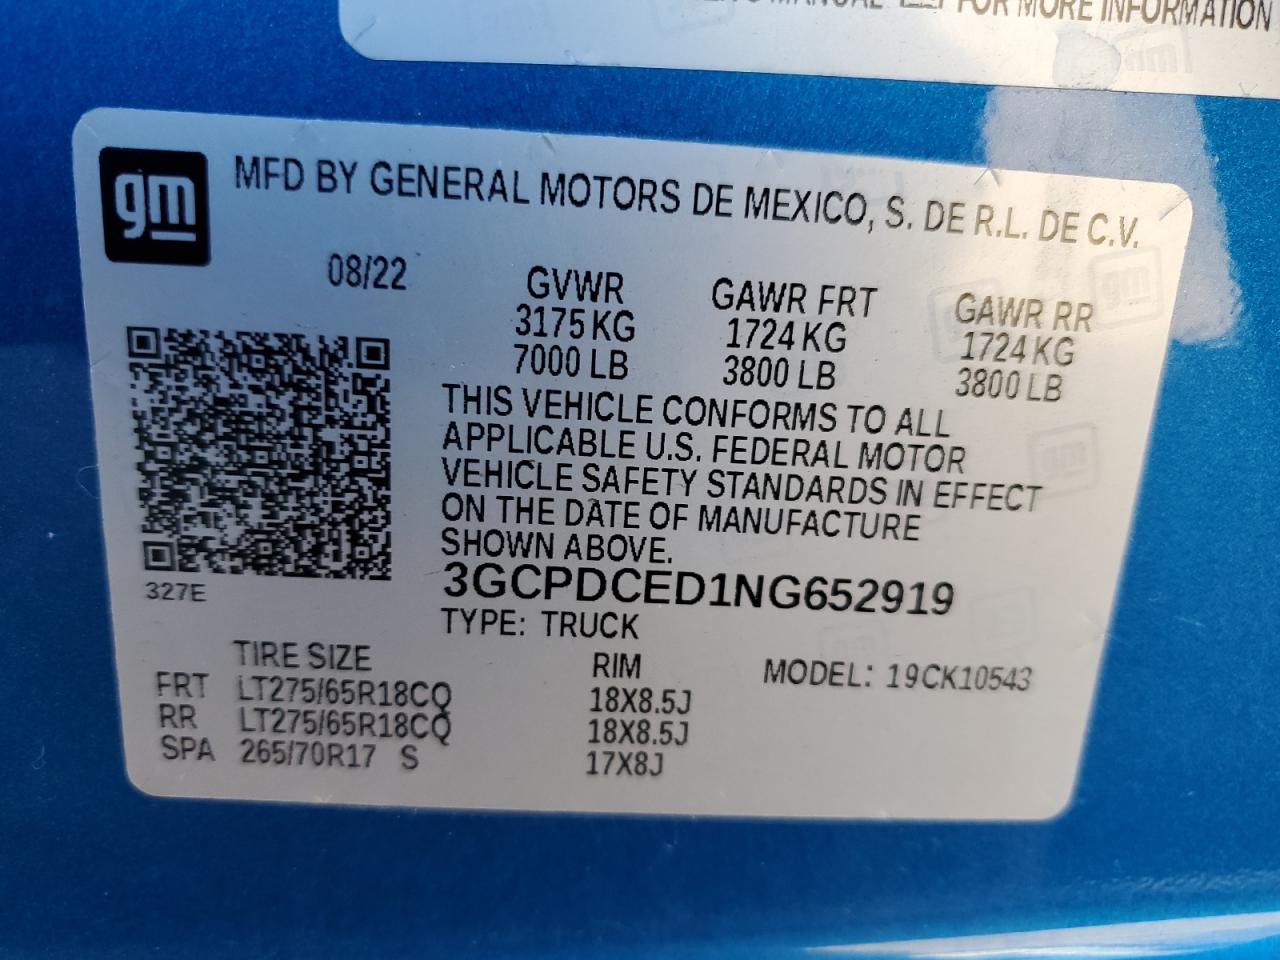 MANUAL FOR MORE INFORMATION
gm
MFD BY GENERAL MOTORS DE MEXICO, S. DE R.L. DE C.V.
08/22
GVWR GAWR FRT GAWR RR
3175 KG 1724 KG 1724 KG
7000 LB 3800 LB 3800 LB
THIS VEHICLE CONFORMS TO ALL
APPLICABLE U.S. FEDERAL MOTOR
VEHICLE SAFETY STANDARDS IN EFFECT
ON THE DATE OF MANUFACTURE
SHOWN ABOVE.
327E
3GCPDCED1NG652919
TYPE: TRUCK
TIRE SIZE RIM MODEL: 19CK10543
FRT LT275/65R18CQ 18X8.5J
RR LT275/65R18CQ 18X8.5J
SPA 265/70R17 S 17X8J